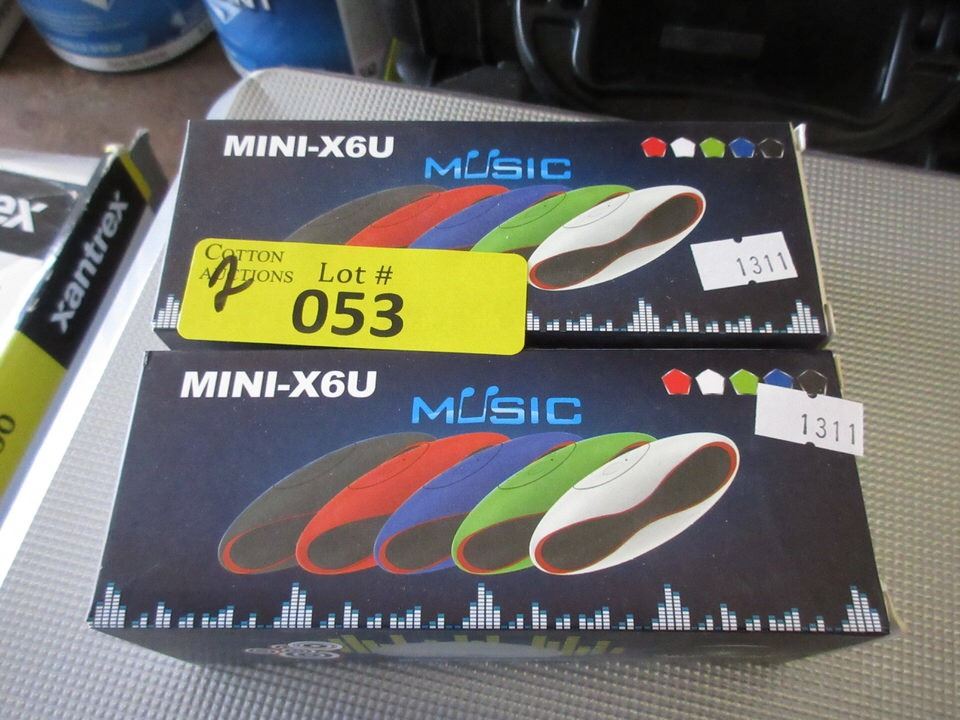 MINI-X6U
MUSIC
COTTON
AUCTIONS
2
Lot #
053
1311
MINI-X6U
MUSIC
1311
xantrex